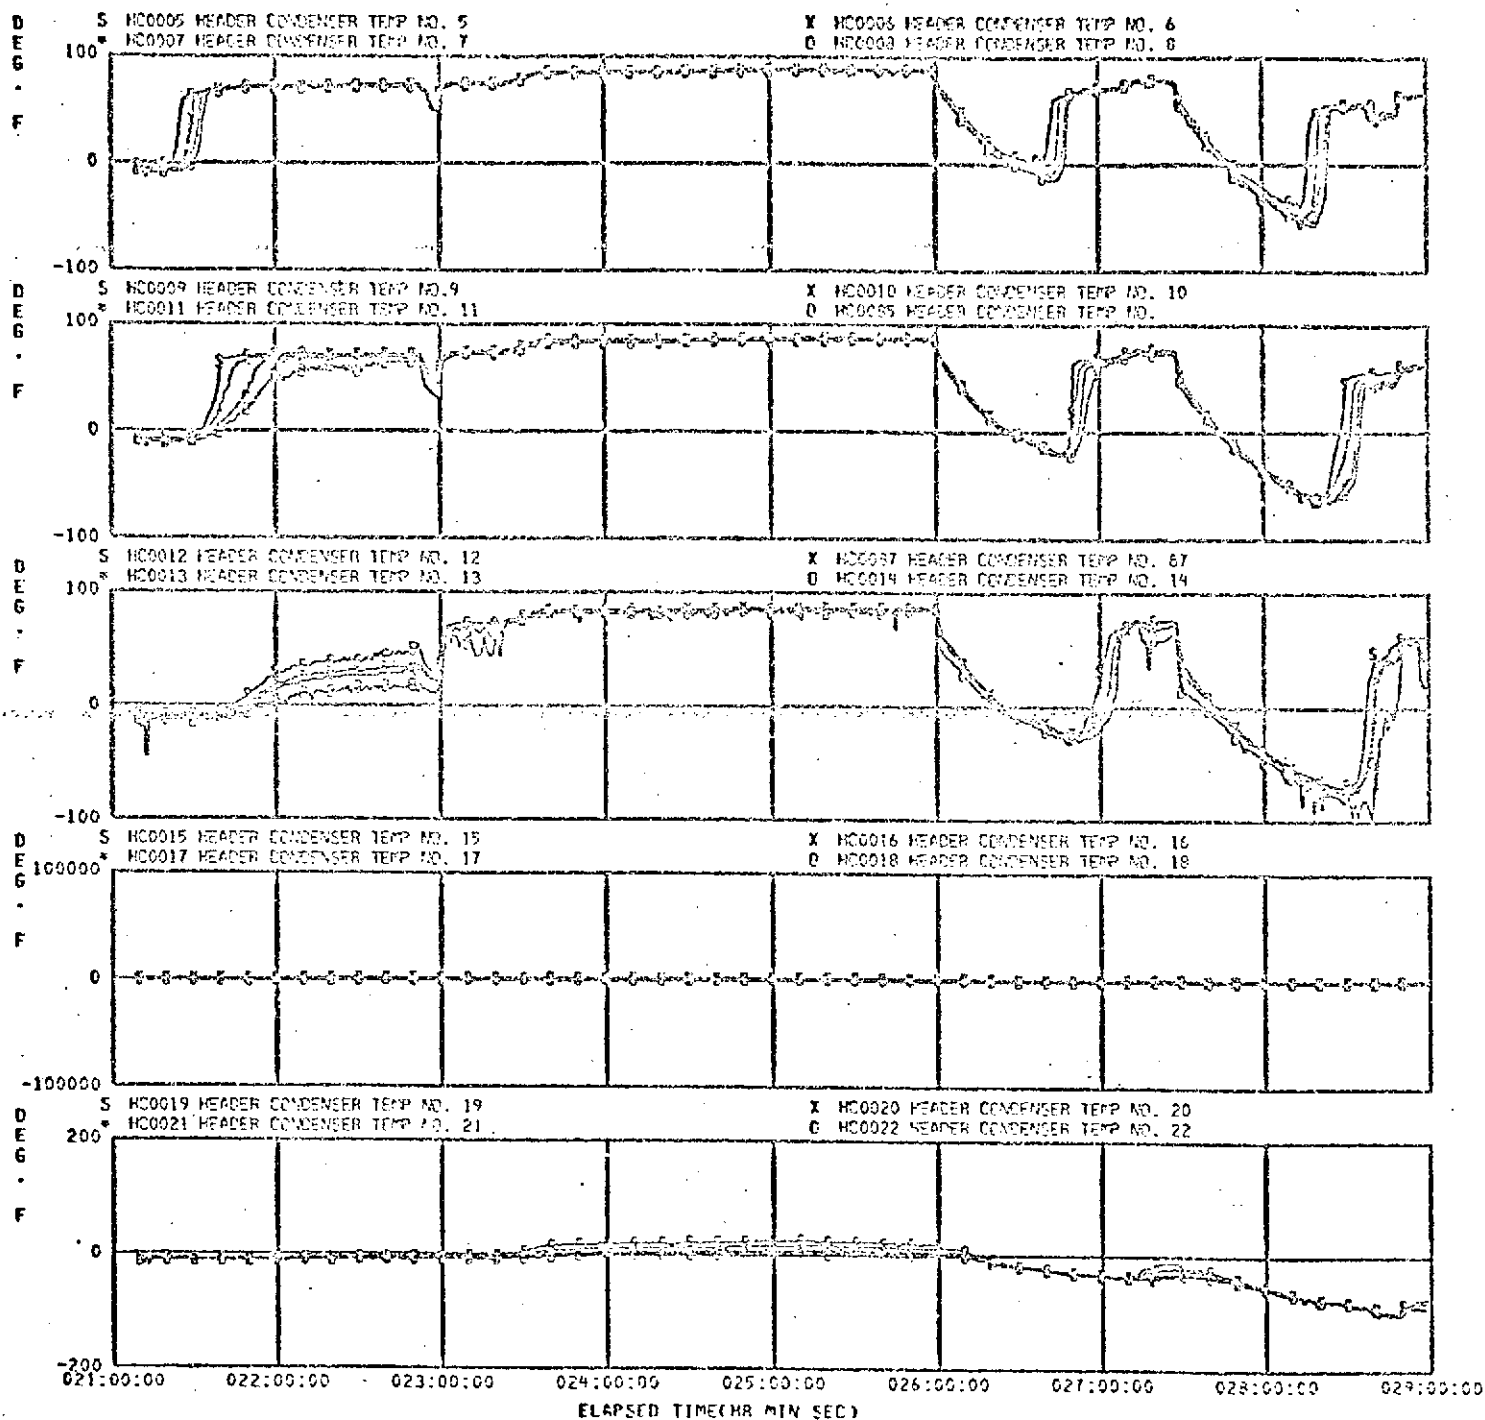 S HC0005 HEADER CONDENSER TEMP NO. 5
X HC0006 HEADER CONDENSER TEMP NO. 6
* HC0007 HEADER CONDENSER TEMP NO. 7
O HC0008 HEADER CONDENSER TEMP NO. 8
DEG. F
100
0
-100
S HC0009 HEADER CONDENSER TEMP NO.9
X HC0010 HEADER CONDENSER TEMP NO. 10
* HC0011 HEADER CONDENSER TEMP NO. 11
O HEADER CONDENSER TEMP NO.
DEG. F
100
0
-100
S HC0012 HEADER CONDENSER TEMP NO. 12
X HEADER CONDENSER TEMP NO. 87
* HC0013 HEADER CONDENSER TEMP NO. 13
O HC0014 HEADER CONDENSER TEMP NO. 14
DEG. F
100
0
-100
S
S HC0015 HEADER CONDENSER TEMP NO. 15
X HC0016 HEADER CONDENSER TEMP NO. 16
* HC0017 HEADER CONDENSER TEMP NO. 17
O HC0018 HEADER CONDENSER TEMP NO. 18
DEG. F
100000
0
-100000
S HC0019 HEADER CONDENSER TEMP NO. 19
X HC0020 HEADER CONDENSER TEMP NO. 20
* HC0021 HEADER CONDENSER TEMP NO. 21
O HC0022 HEADER CONDENSER TEMP NO. 22
DEG. F
200
0
-200
021:00:00 022:00:00 023:00:00 024:00:00 025:00:00 026:00:00 027:00:00 028:00:00 029:00:00
ELAPSED TIME(HR MIN SEC)